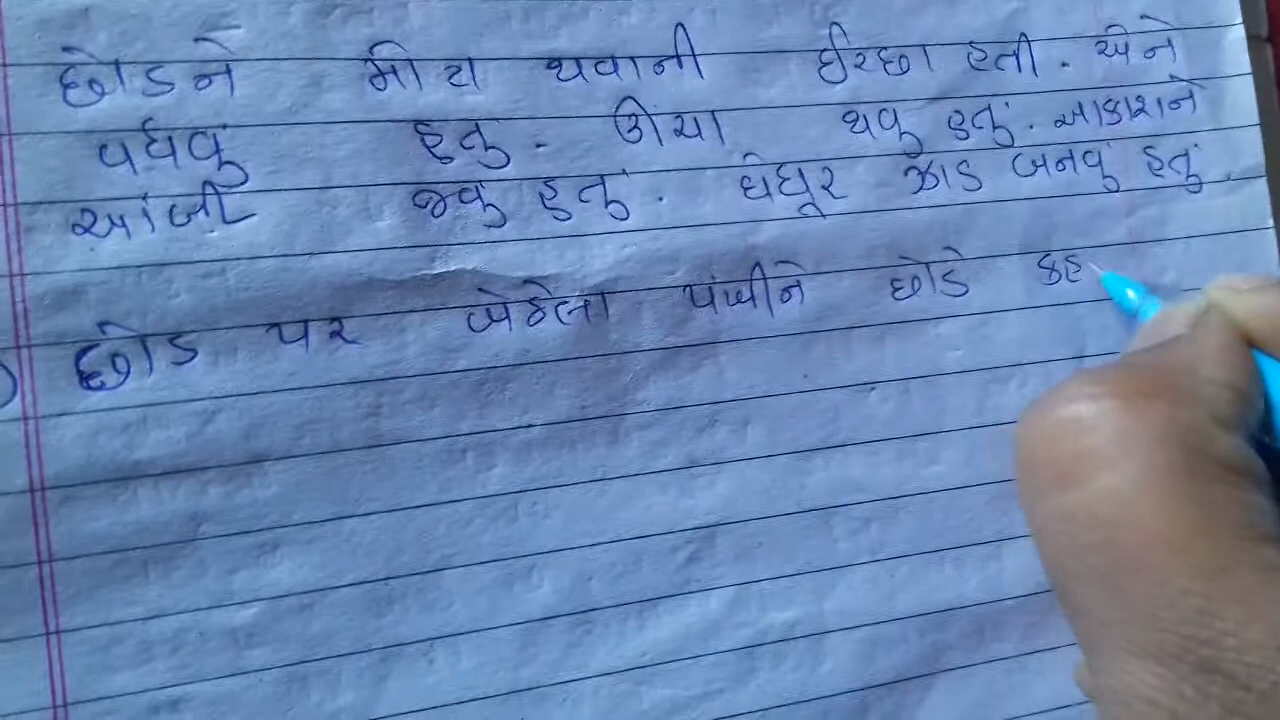 છોડને મોટા થવાની ઈચ્છા હતી. એને
વધવું હતું. ઊંચા થવુ હતું. આકાશને
આંબી જવુ હતું. ઘેઘૂર ઝાડ બનવું હતું.
છોડ પર બેઠેલા પંખીને છોડે કહ